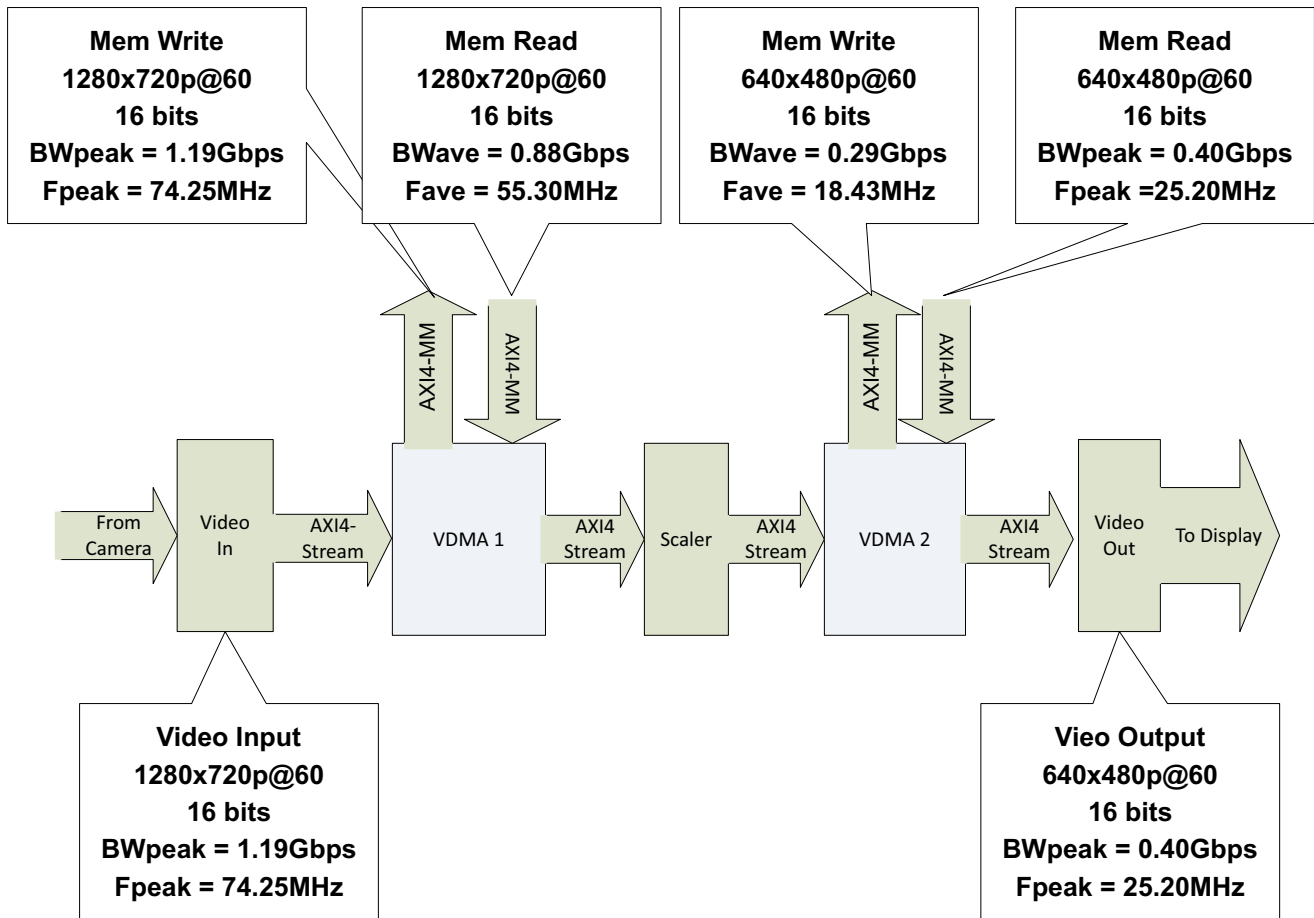 Mem Write
1280x720p@60
16 bits
BWpeak = 1.19Gbps
Fpeak = 74.25MHz
Mem Read
1280x720p@60
16 bits
BWave = 0.88Gbps
Fave = 55.30MHz
Mem Write
640x480p@60
16 bits
BWave = 0.29Gbps
Fave = 18.43MHz
Mem Read
640x480p@60
16 bits
BWpeak = 0.40Gbps
Fpeak =25.20MHz
AXI4-MM
AXI4-MM
AXI4-MM
AXI4-MM
From
Camera
Video
In
AXI4-
Stream
VDMA 1
AXI4
Stream
Scaler
AXI4
Stream
VDMA 2
AXI4
Stream
Video
Out
To Display
Video Input
1280x720p@60
16 bits
BWpeak = 1.19Gbps
Fpeak = 74.25MHz
Vieo Output
640x480p@60
16 bits
BWpeak = 0.40Gbps
Fpeak = 25.20MHz